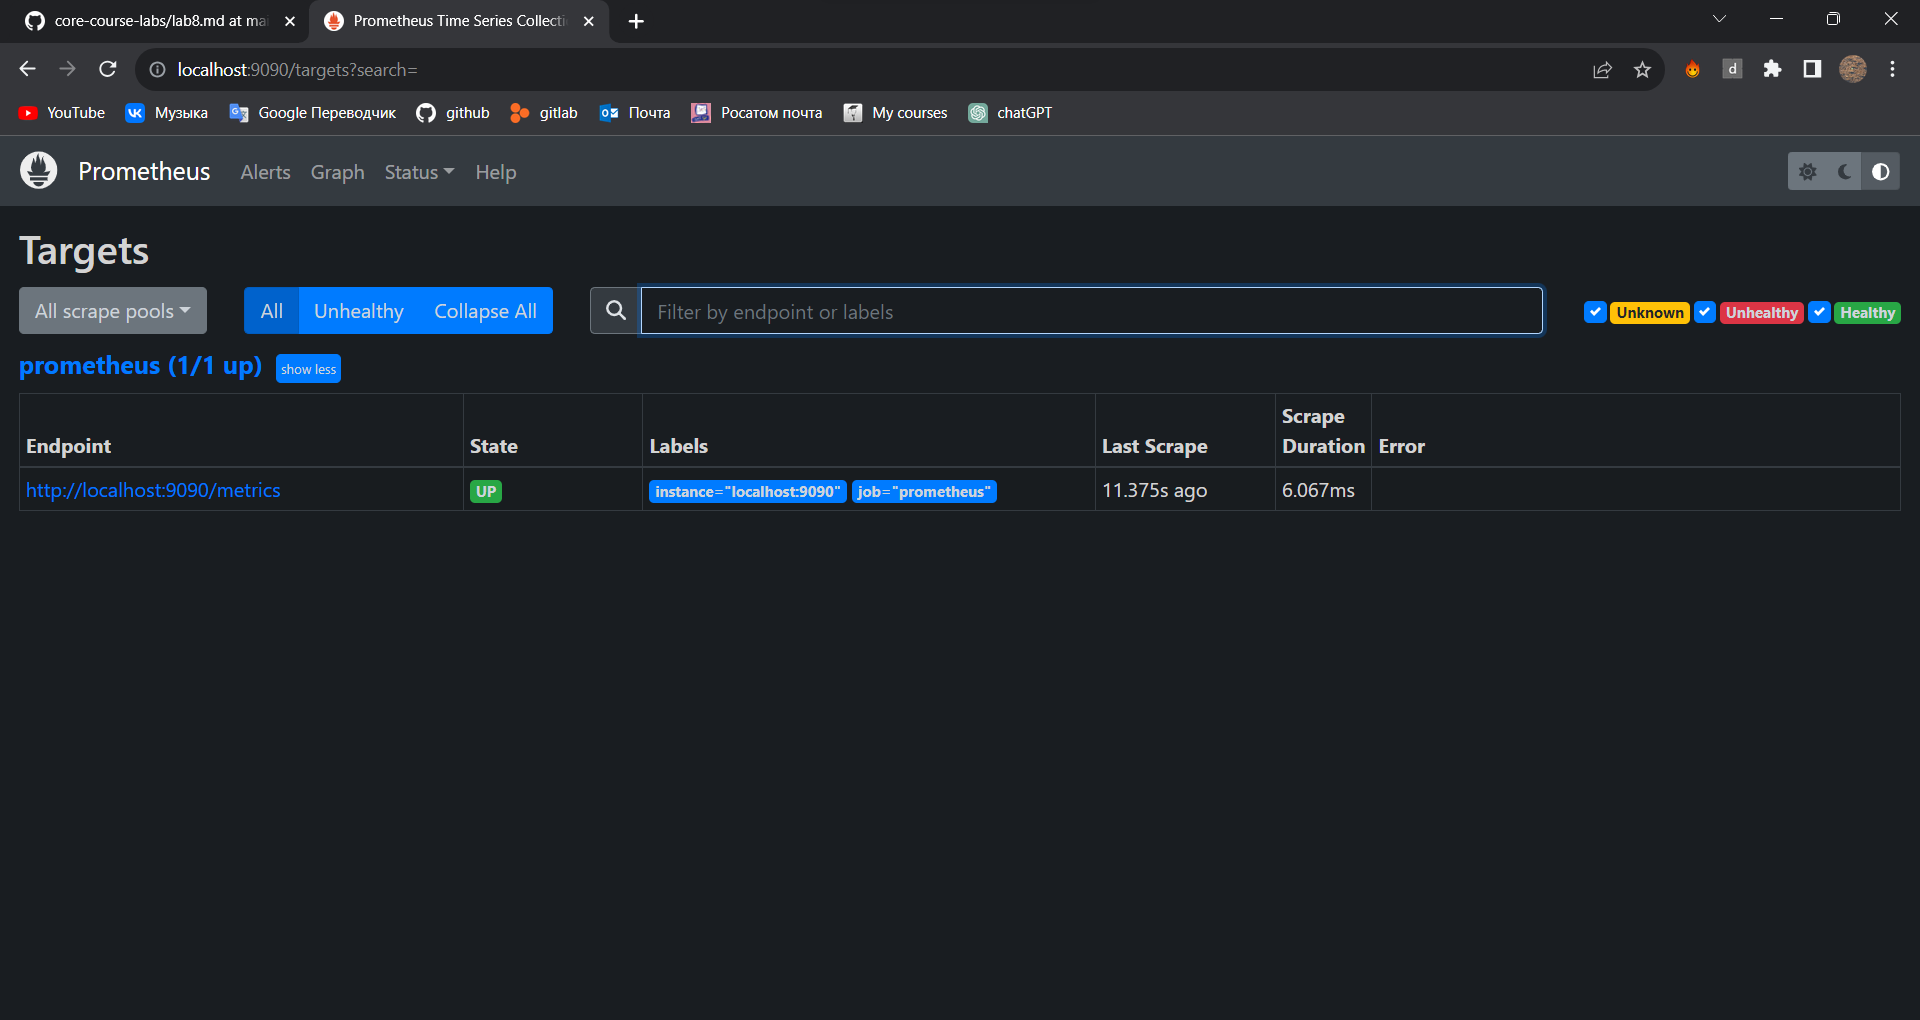 core-course-labs/lab8.md at mai
Prometheus Time Series Collecti
localhost:9090/targets?search=
d
YouTube
Музыка
Google Переводчик
github
gitlab
Почта
Росатом почта
My courses
chatGPT
Prometheus
Alerts
Graph
Status
Help
Targets
All scrape pools
All
Unhealthy
Collapse All
Filter by endpoint or labels
Unknown
Unhealthy
Healthy
prometheus (1/1 up)
show less
Endpoint
State
Labels
Last Scrape
Scrape
Duration
Error
http://localhost:9090/metrics
UP
instance="localhost:9090"
job="prometheus"
11.375s ago
6.067ms